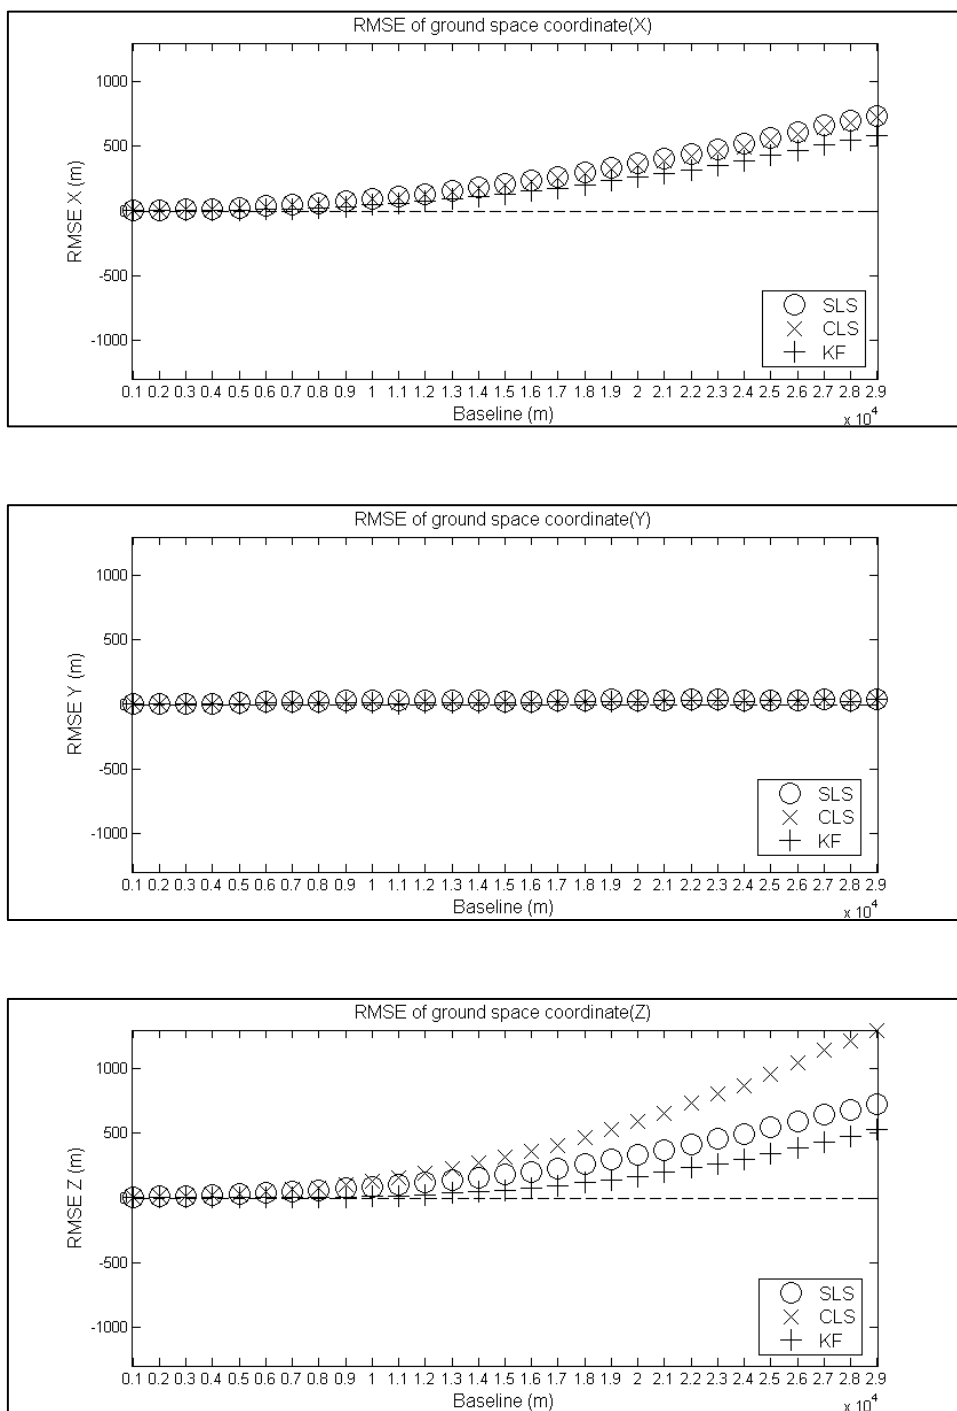 RMSE of ground space coordinate(X)
1000
500
0
-500
-1000
RMSE X (m)
SLS
CLS
KF
0.1 0.2 0.3 0.4 0.5 0.6 0.7 0.8 0.9 1 1.1 1.2 1.3 1.4 1.5 1.6 1.7 1.8 1.9 2 2.1 2.2 2.3 2.4 2.5 2.6 2.7 2.8 2.9
Baseline (m)
x 10^4
RMSE of ground space coordinate(Y)
1000
500
0
-500
-1000
RMSE Y (m)
SLS
CLS
KF
0.1 0.2 0.3 0.4 0.5 0.6 0.7 0.8 0.9 1 1.1 1.2 1.3 1.4 1.5 1.6 1.7 1.8 1.9 2 2.1 2.2 2.3 2.4 2.5 2.6 2.7 2.8 2.9
Baseline (m)
x 10^4
RMSE of ground space coordinate(Z)
1000
500
0
-500
-1000
RMSE Z (m)
SLS
CLS
KF
0.1 0.2 0.3 0.4 0.5 0.6 0.7 0.8 0.9 1 1.1 1.2 1.3 1.4 1.5 1.6 1.7 1.8 1.9 2 2.1 2.2 2.3 2.4 2.5 2.6 2.7 2.8 2.9
Baseline (m)
x 10^4